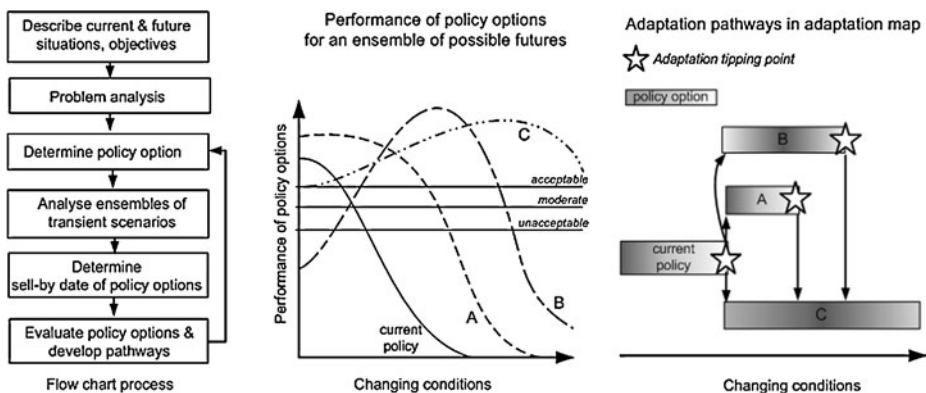 Describe current & future
situations, objectives
Problem analysis
Determine policy option
Analyse ensembles of
transient scenarios
Determine
sell-by date of policy options
Evaluate policy options &
develop pathways
Flow chart process
Performance of policy options
for an ensemble of possible futures
Performance of policy options
C
acceptable
moderate
unacceptable
A
B
current
policy
Changing conditions
Adaptation pathways in adaptation map
Adaptation tipping point
policy option
B
A
current
policy
C
Changing conditions